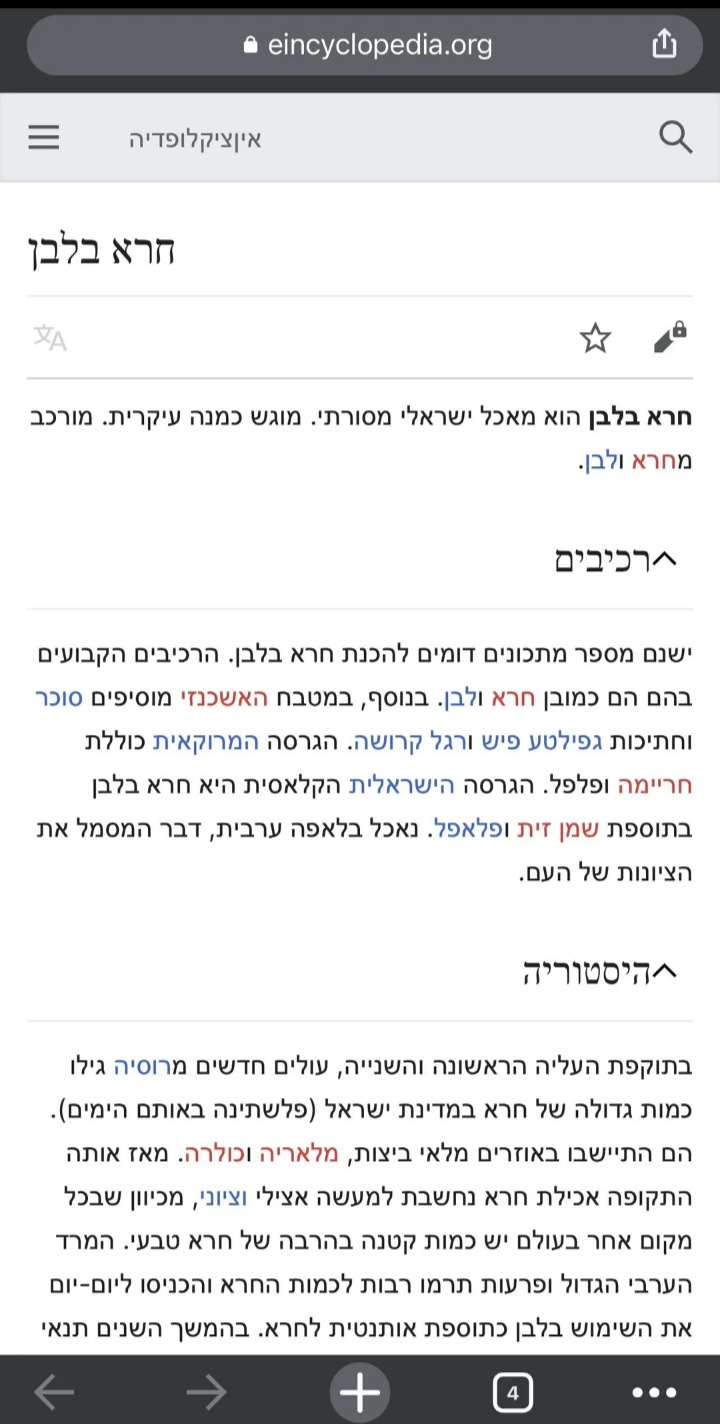 eincyclopedia.org
איןציקלופדיה
חרא בלבן
חרא בלבן הוא מאכל ישראלי מסורתי. מוגש כמנה עיקרית. מורכב
מחרא ולבן.
רכיבים
ישנם מספר מתכונים דומים להכנת חרא בלבן. הרכיבים הקבועים
בהם הם כמובן חרא ולבן. בנוסף, במטבח האשכנזי מוסיפים סוכר
וחתיכות גפילטע פיש ורגל קרושה. הגרסה המרוקאית כוללת
חריימה ופלפל. הגרסה הישראלית הקלאסית היא חרא בלבן
בתוספת שמן זית ופלאפל. נאכל בלאפה ערבית, דבר המסמל את
הציונות של העם.
היסטוריה
בתוקפת העליה הראשונה והשנייה, עולים חדשים מרוסיה גילו
כמות גדולה של חרא במדינת ישראל (פלשתינה באותם הימים).
הם התיישבו באוזרים מלאי ביצות, מלאריה וכולרה. מאז אותה
התקופה אכילת חרא נחשבת למעשה אצילי וציוני, מכיוון שבכל
מקום אחר בעולם יש כמות קטנה בהרבה של חרא טבעי. המרד
הערבי הגדול ופרעות תרמו רבות לכמות החרא והכניסו ליום-יום
את השימוש בלבן כתוספת אותנטית לחרא. בהמשך השנים תנאי
4